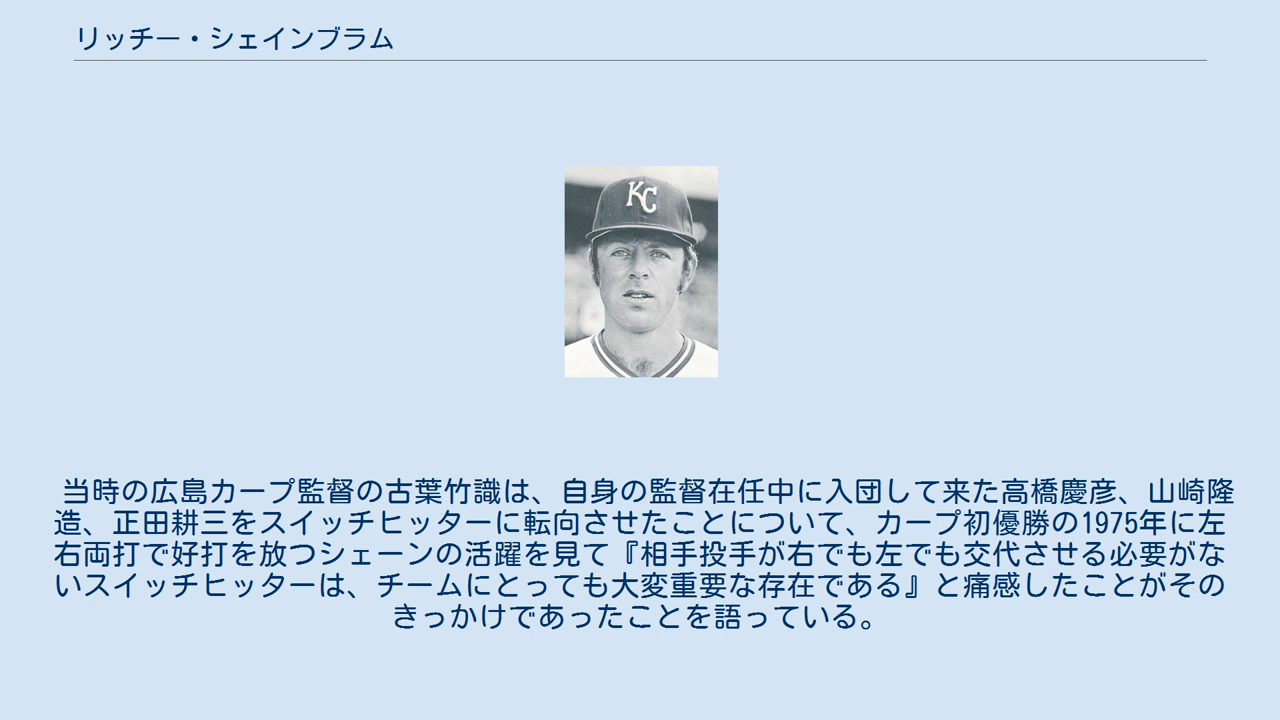 リッチー・シェインブラム
KC
当時の広島カープ監督の古葉竹識は、自身の監督在任中に入団して来た高橋慶彦、山崎隆
造、正田耕三をスイッチヒッターに転向させたことについて、カープ初優勝の1975年に左
右両打で好打を放つシェーンの活躍を見て『相手投手が右でも左でも交代させる必要がな
いスイッチヒッターは、チームにとっても大変重要な存在である』と痛感したことがその
きっかけであったことを語っている。